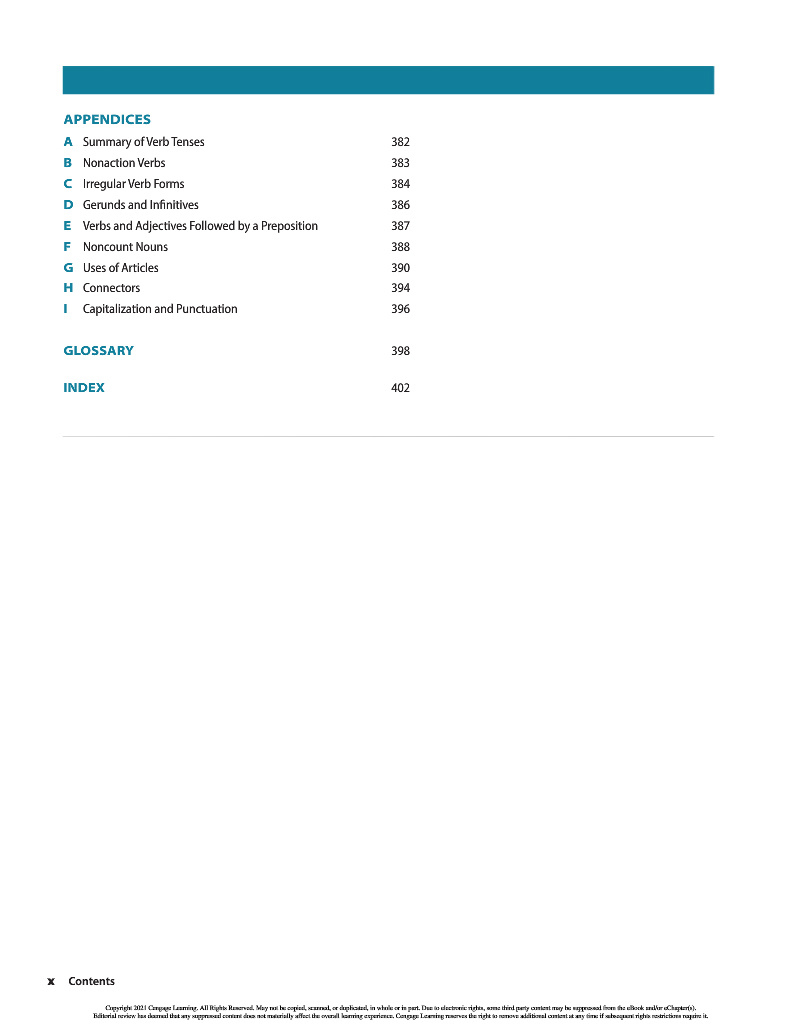 APPENDICES
A Summary of Verb Tenses 382
B Nonaction Verbs 383
C Irregular Verb Forms 384
D Gerunds and Infinitives 386
E Verbs and Adjectives Followed by a Preposition 387
F Noncount Nouns 388
G Uses of Articles 390
H Connectors 394
I Capitalization and Punctuation 396
GLOSSARY 398
INDEX 402
x Contents
Copyright 2021 Cengage Learning. All Rights Reserved. May not be copied, scanned, or duplicated, in whole or in part. Due to electronic rights, some third party content may be suppressed from the eBook and/or eChapter(s).
Editorial review has deemed that any suppressed content does not materially affect the overall learning experience. Cengage Learning reserves the right to remove additional content at any time if subsequent rights restrictions require it.